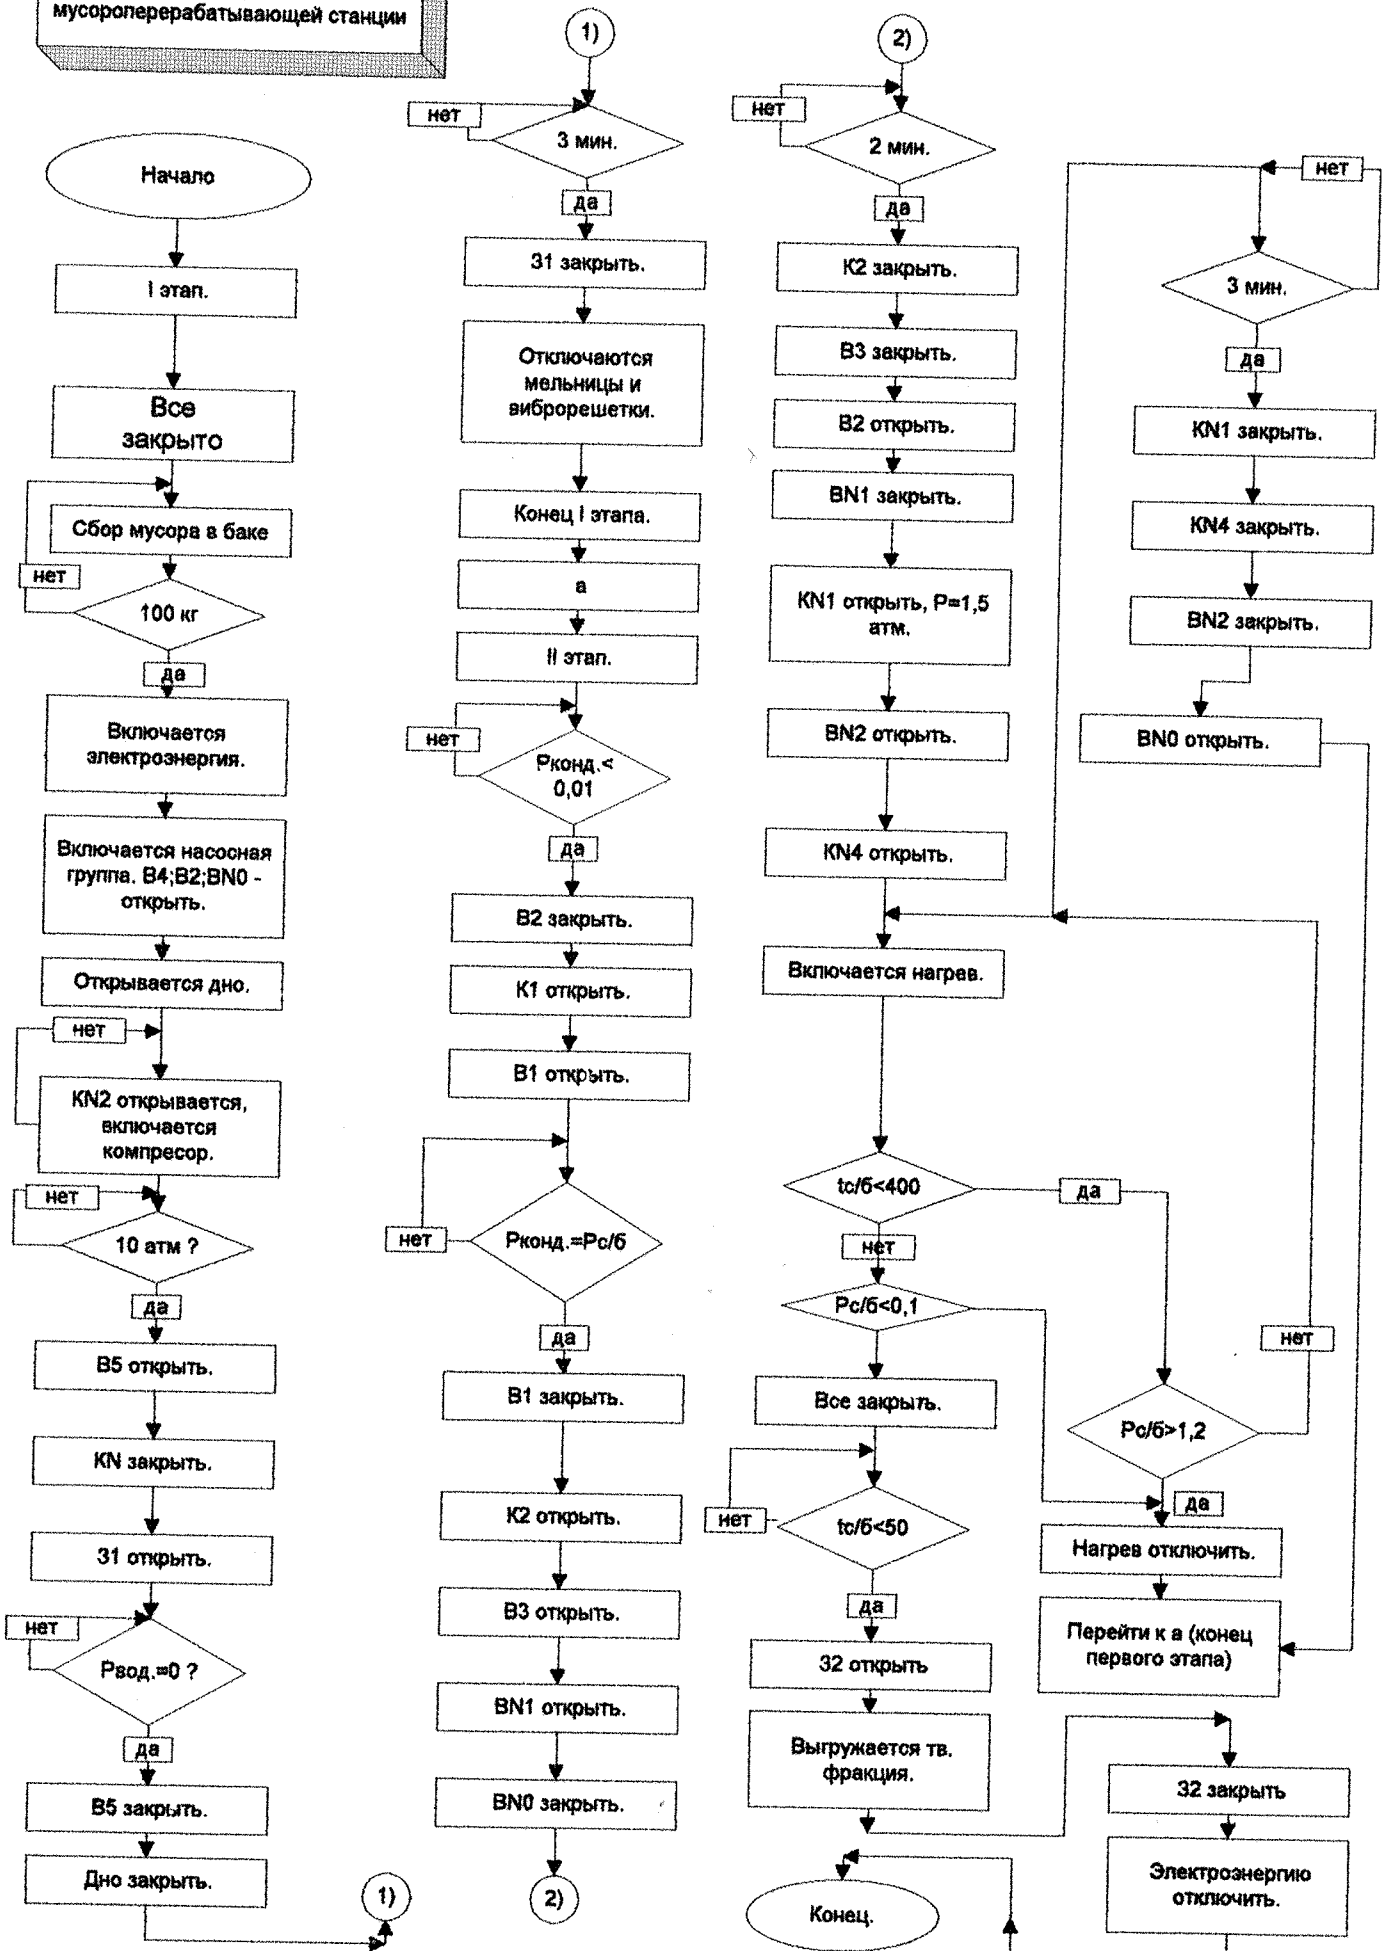 мусороперерабатывающей станции
Начало
I этап.
Все
закрыто
Сбор мусора в баке
нет
100 кг
да
Включается
электроэнергия.
Включается насосная
группа. В4;В2;BN0 -
открыть.
Открывается дно.
нет
KN2 открывается,
включается
компресор.
нет
10 атм ?
да
В5 открыть.
KN закрыть.
З1 открыть.
нет
Рвод.=0 ?
да
В5 закрыть.
Дно закрыть.
1)
1)
нет
3 мин.
да
З1 закрыть.
Отключаются
мельницы и
виброрешетки.
Конец I этапа.
а
II этап.
нет
Рконд.<
0,01
да
В2 закрыть.
К1 открыть.
В1 открыть.
нет
Рконд.=Рс/б
да
В1 закрыть.
К2 открыть.
В3 открыть.
BN1 открыть.
BN0 закрыть.
2)
2)
нет
2 мин.
да
К2 закрыть.
В3 закрыть.
В2 открыть.
BN1 закрыть.
KN1 открыть, Р=1,5
атм.
BN2 открыть.
KN4 открыть.
Включается нагрев.
tс/б<400
да
нет
Рс/б<0,1
Все закрыть.
нет
tс/б<50
да
З2 открыть
Выгружается тв.
фракция.
Конец.
нет
3 мин.
да
KN1 закрыть.
KN4 закрыть.
BN2 закрыть.
BN0 открыть.
нет
Рс/б>1,2
да
Нагрев отключить.
Перейти к а (конец
первого этапа)
З2 закрыть
Электроэнергию
отключить.